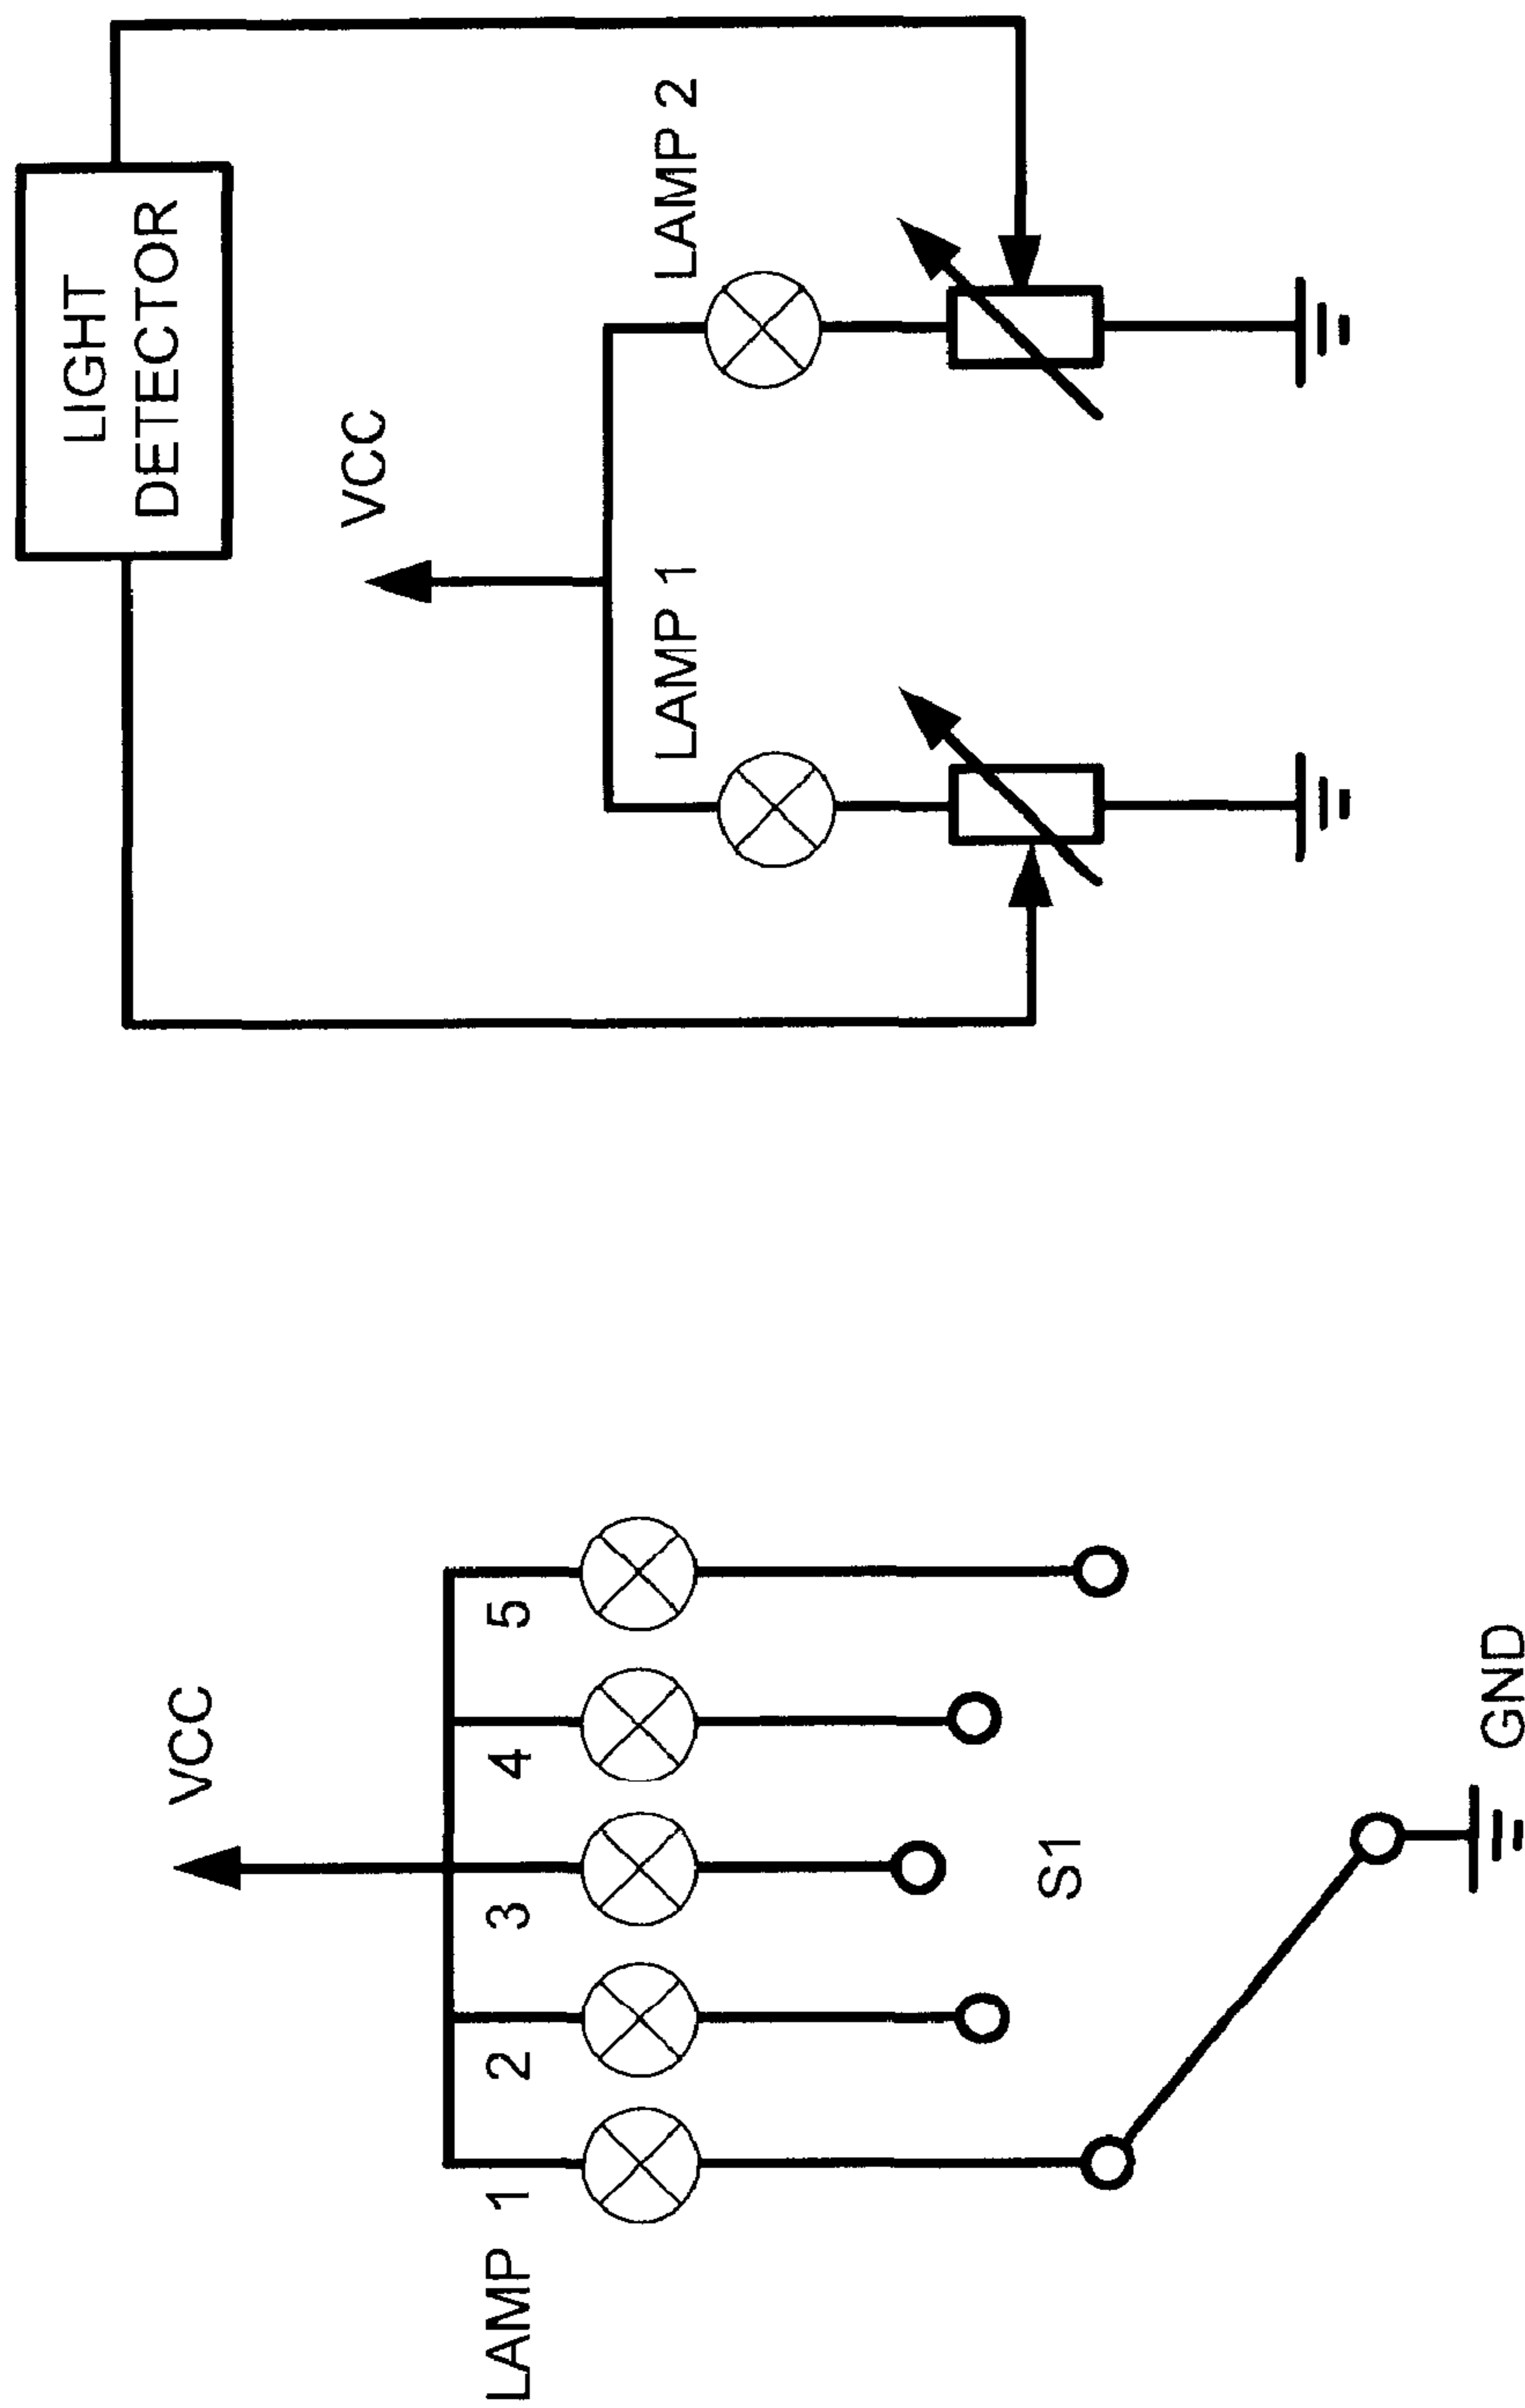 VCC
LAMP 1 2 3 4 5
S1
GND
LIGHT
DETECTOR
VCC
LAMP 1 LAMP 2